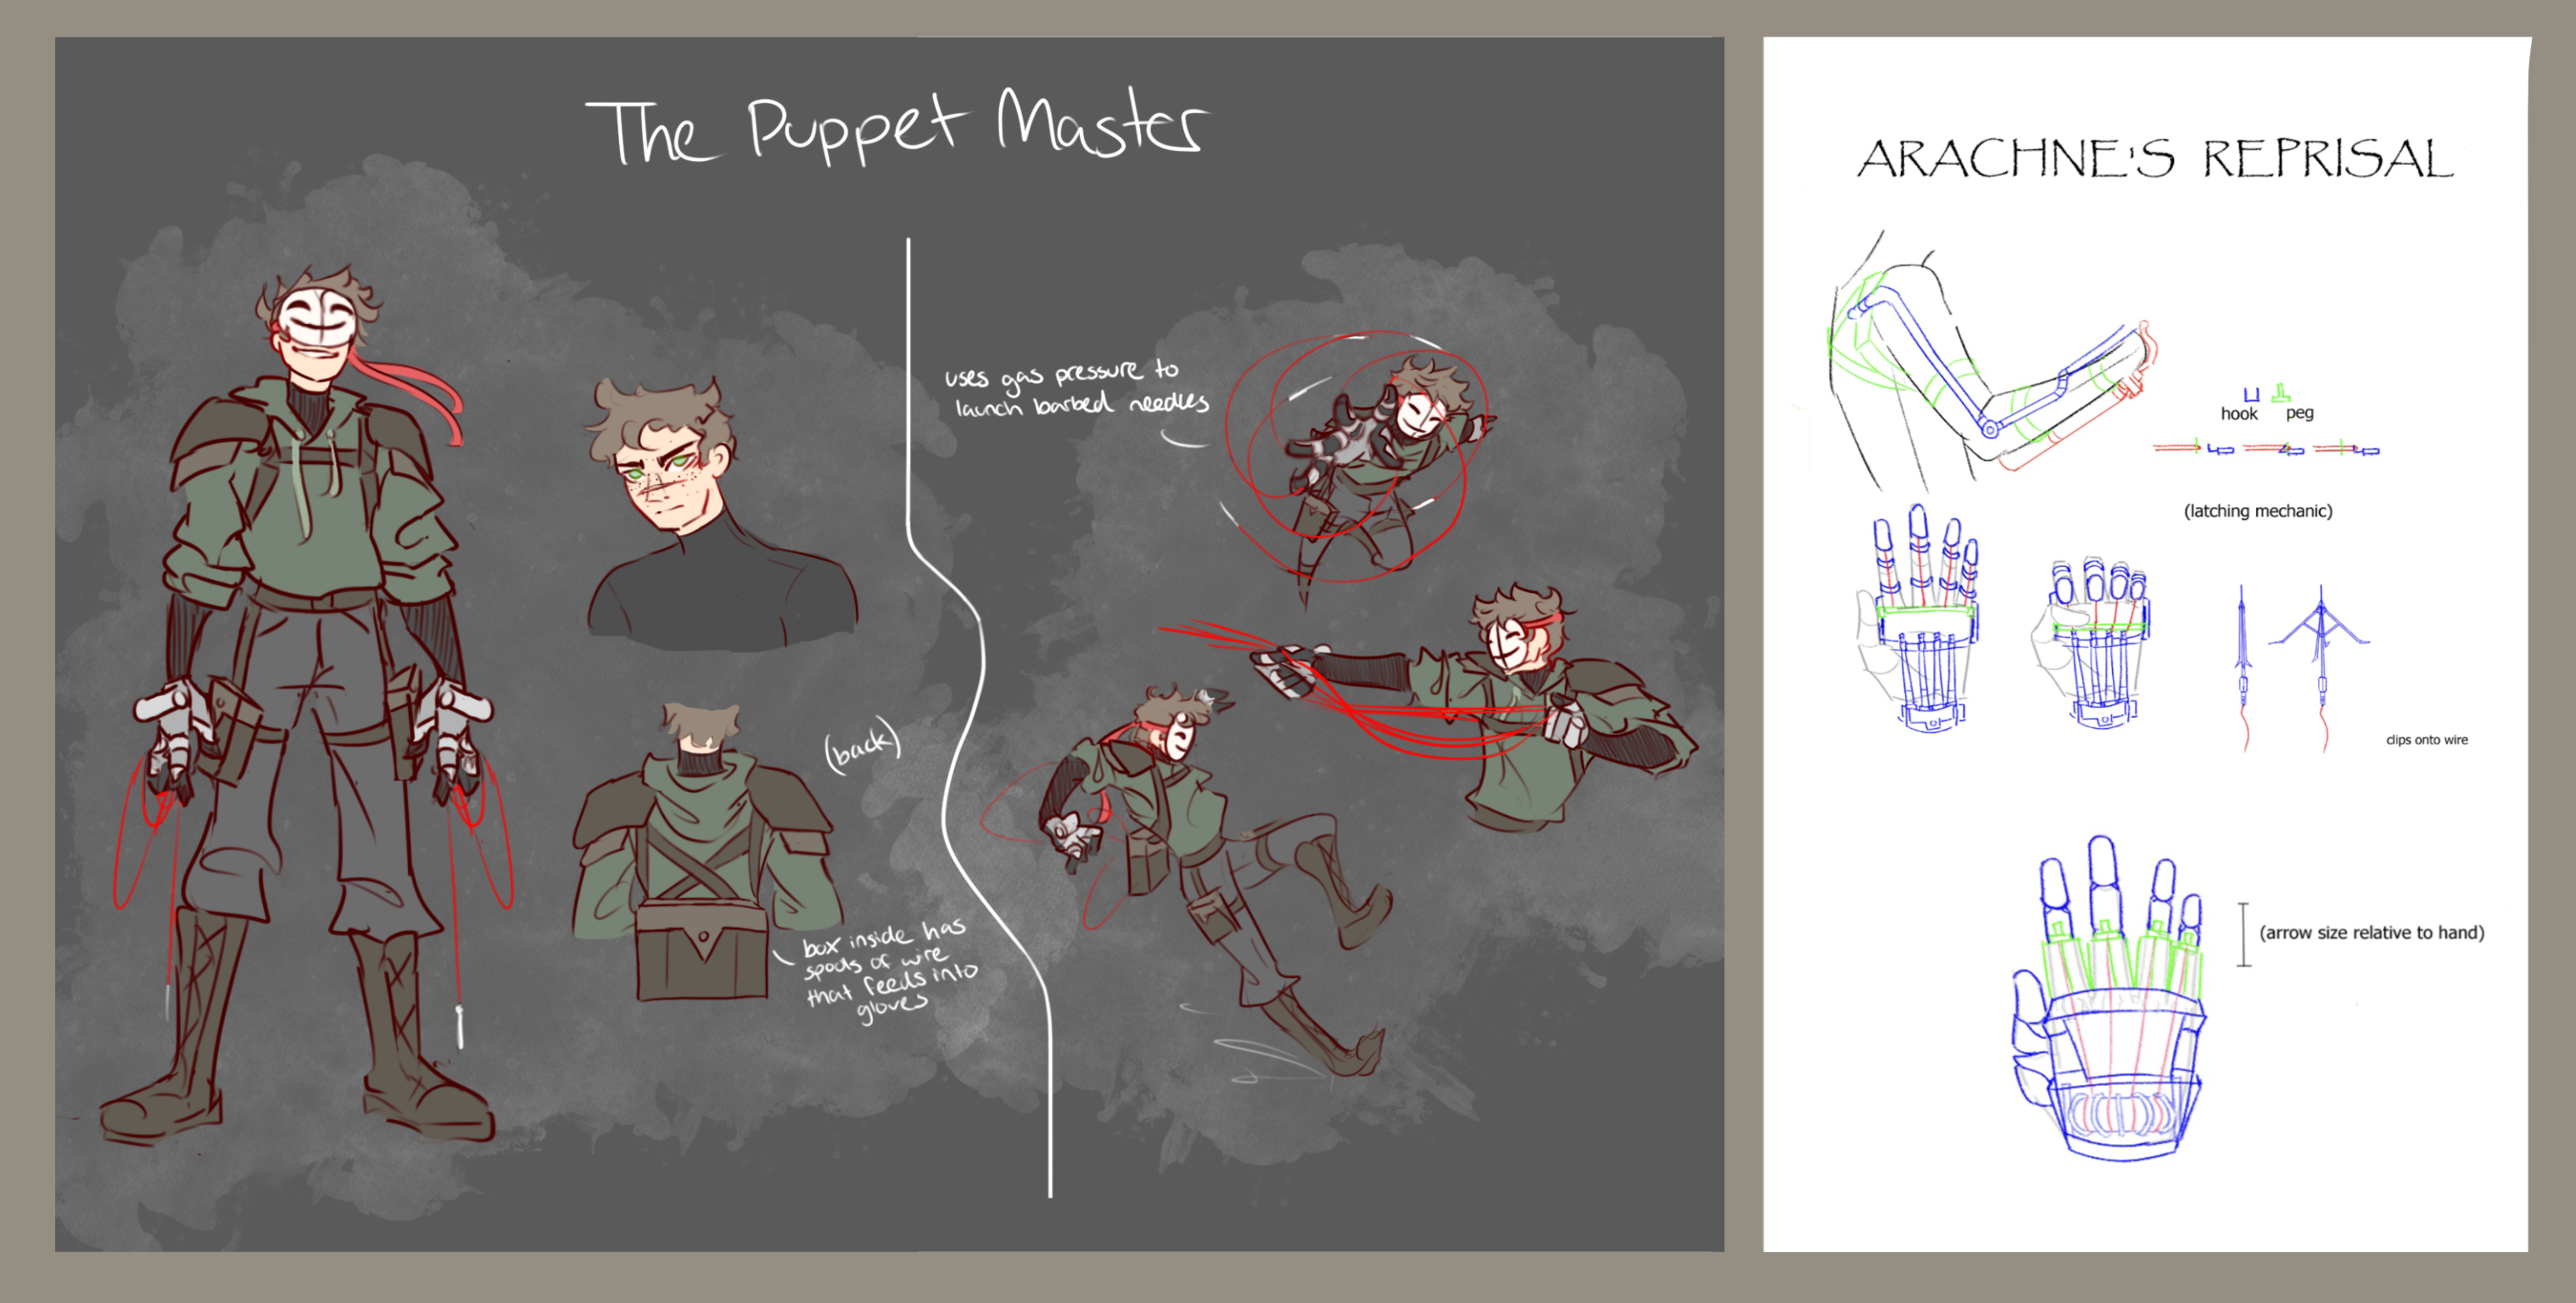 The Puppet Master
uses gas pressure to
launch barbed needles
(back)
box inside has
spools of wire
that feeds into
gloves
ARACHNE'S REPRISAL
hook peg
(latching mechanic)
clips onto wire
(arrow size relative to hand)